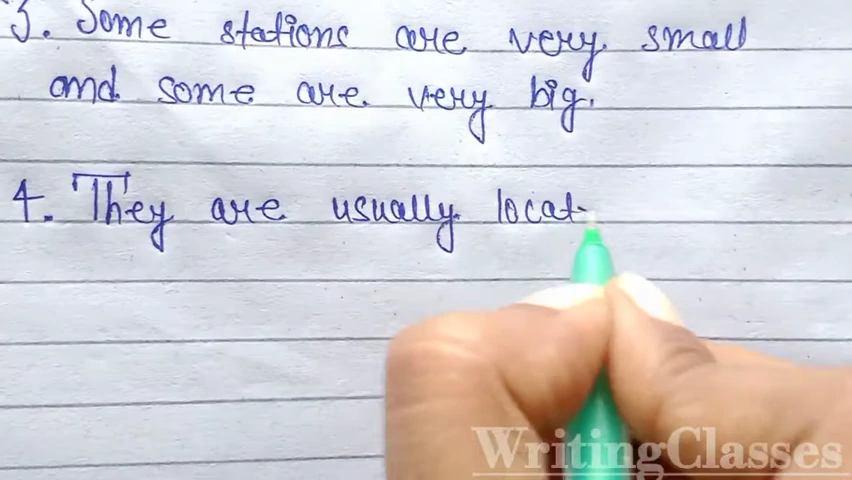 3. Some stations are very small
and some are very big.
4. They are usually locat
WritingClasses